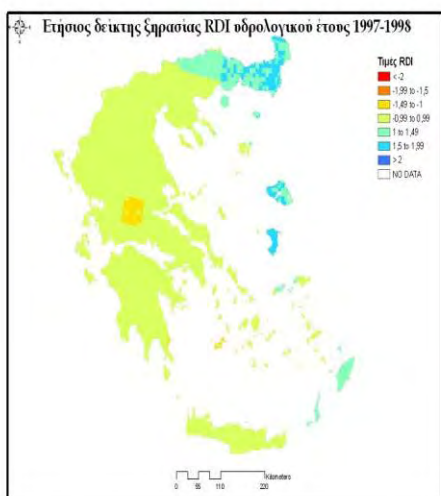 Ετήσιος δείκτης ξηρασίας RDI υδρολογικού έτους 1997-1998
Τιμές RDI
< -2
-1,99 to -1,5
-1,49 to -1
-0,99 to 0,99
1 to 1,49
1,5 to 1,99
> 2
NO DATA
Kilometers
0 55 110 220